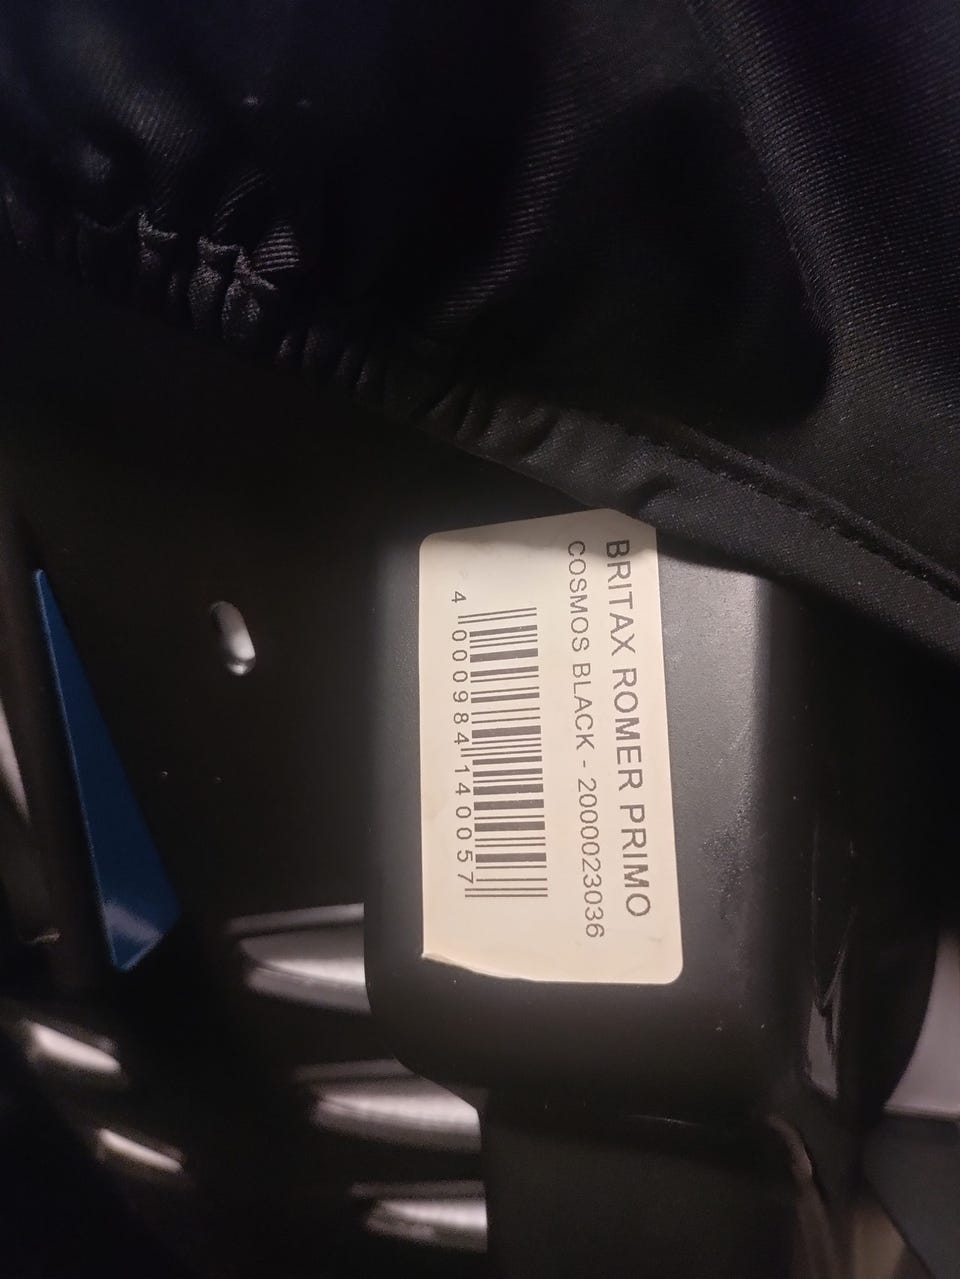 BRITAX ROMER PRIMO
COSMOS BLACK - 2000023036
4 000984 140057